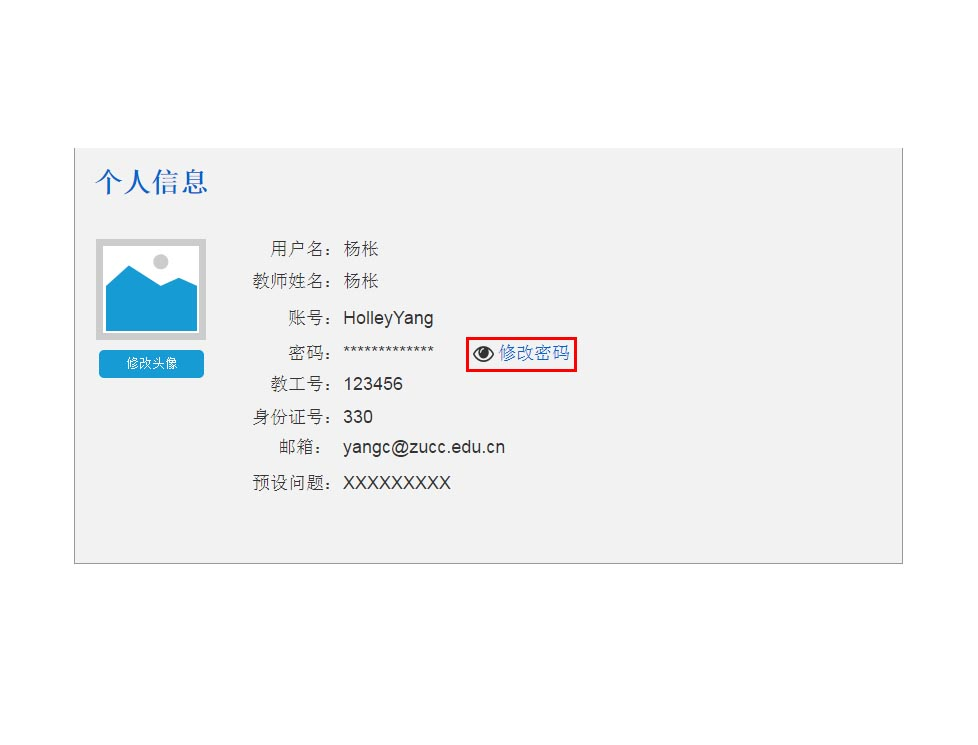 个人信息
用户名： 杨枨
教师姓名： 杨枨
账号： HolleyYang
密码： ************* 修改密码
修改头像
教工号： 123456
身份证号： 330
邮箱： yangc@zucc.edu.cn
预设问题： XXXXXXXXX